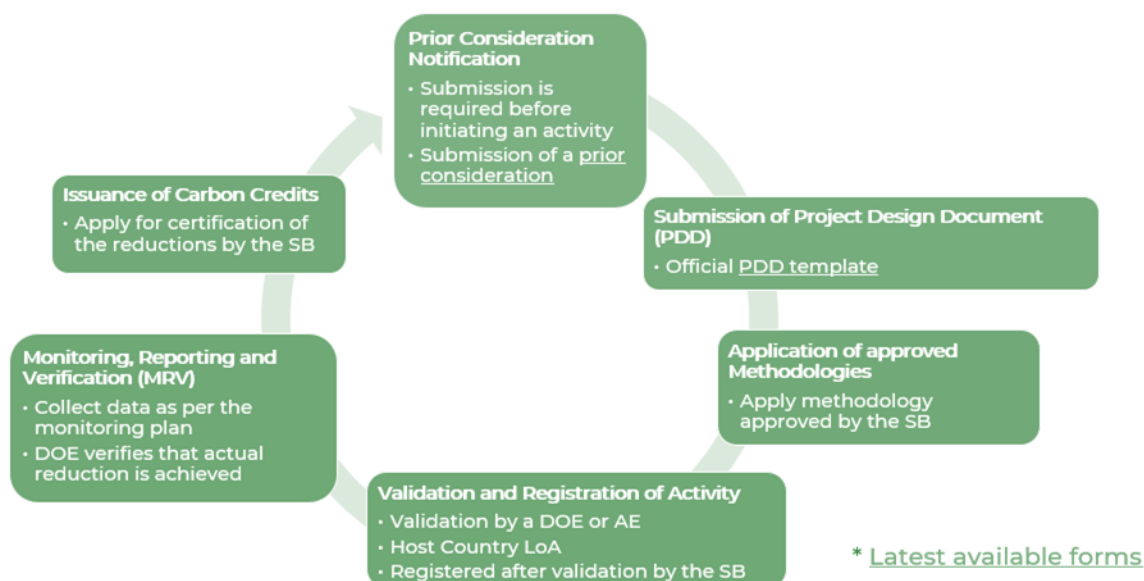 Prior Consideration
Notification
• Submission is
required before
initiating an activity
• Submission of a prior
consideration
Submission of Project Design Document
(PDD)
• Official PDD template
Application of approved
Methodologies
• Apply methodology
approved by the SB
Validation and Registration of Activity
• Validation by a DOE or AE
• Host Country LoA
• Registered after validation by the SB
Monitoring, Reporting and
Verification (MRV)
• Collect data as per the
monitoring plan
• DOE verifies that actual
reduction is achieved
Issuance of Carbon Credits
• Apply for certification of
the reductions by the SB
* Latest available forms